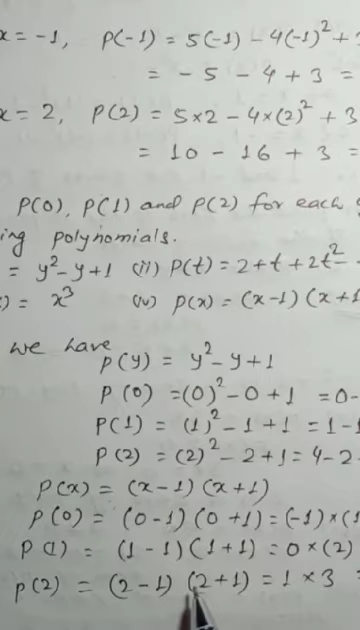 x = -1, P(-1) = 5(-1) - 4(-1)² +
= - 5 - 4 + 3 =
x = 2, P(2) = 5×2 - 4×(2)² + 3
= 10 - 16 + 3 =
P(0), P(1) and P(2) for each
ing polynomials.
= y² - y + 1 (ii) P(t) = 2 + t + 2t² -
) = x³ (iv) P(x) = (x-1) (x+1
we have
P(y) = y² - y + 1
P(0) = (0)² - 0 + 1 = 0 -
P(1) = (1)² - 1 + 1 = 1 - 1
P(2) = (2)² - 2 + 1 = 4 - 2 -
P(x) = (x-1) (x+1)
P(0) = (0-1) (0+1) = (-1) × (1
P(1) = (1-1) (1+1) = 0 × (2)
P(2) = (2-1) (2+1) = 1 × 3 =